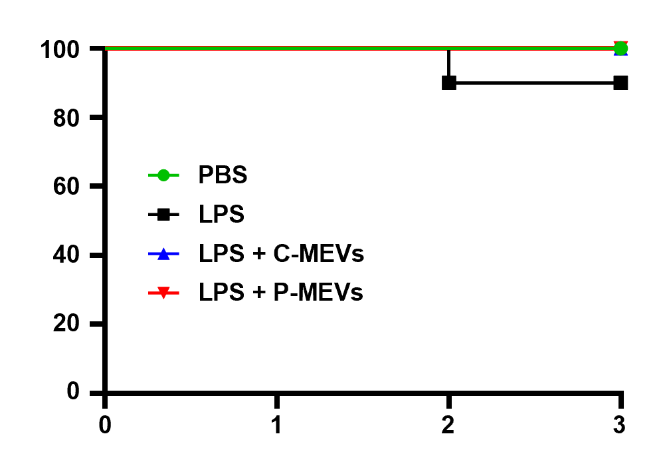 100
80
60
40
20
0
PBS
LPS
LPS + C-MEVs
LPS + P-MEVs
0 1 2 3